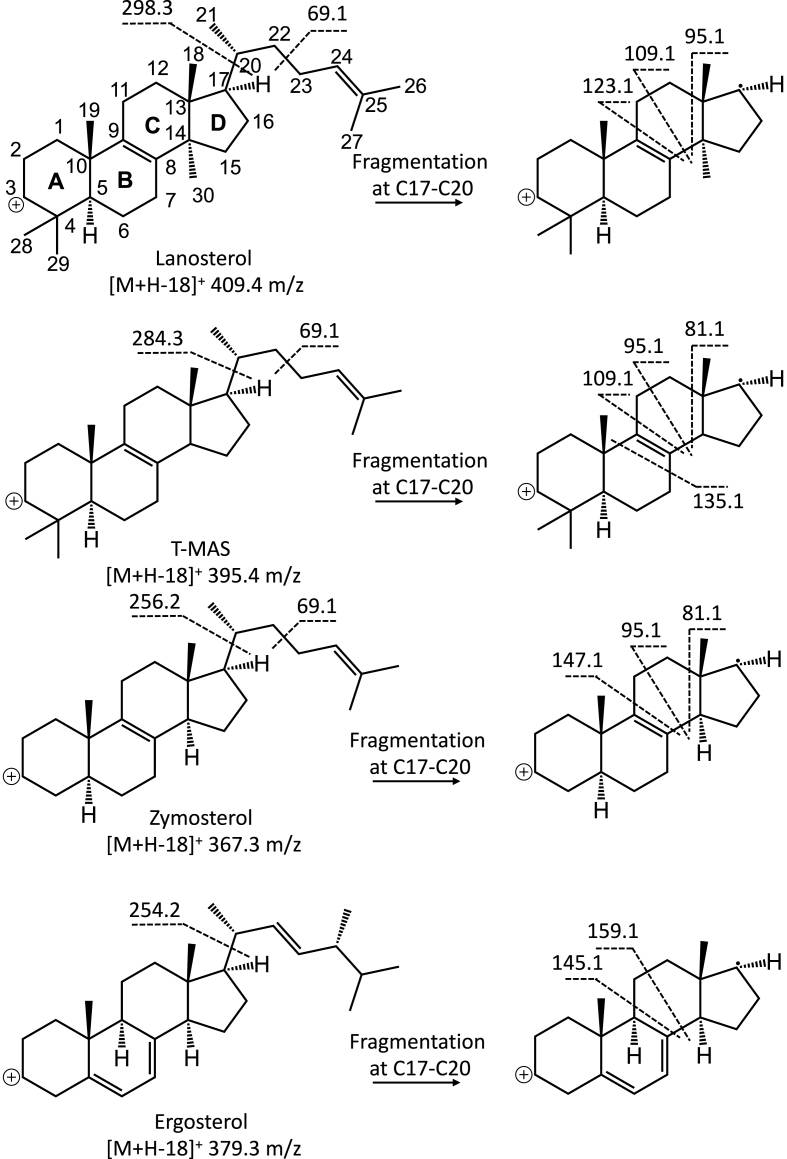 298.3
21
22
69.1
20
24
18
12
17
H
23
26
25
11
19
13
C
D
16
27
1
9
14
15
2
10
8
30
3
A
5
B
7
4
H
6
28
29
Lanosterol
[M+H-18]⁺ 409.4 m/z
Fragmentation
at C17-C20
95.1
109.1
123.1
H
H
284.3
69.1
H
H
T-MAS
[M+H-18]⁺ 395.4 m/z
Fragmentation
at C17-C20
81.1
95.1
109.1
H
135.1
H
256.2
69.1
H
H
H
Zymosterol
[M+H-18]⁺ 367.3 m/z
Fragmentation
at C17-C20
81.1
95.1
147.1
H
H
H
254.2
H
H
H
Ergosterol
[M+H-18]⁺ 379.3 m/z
Fragmentation
at C17-C20
159.1
145.1
H
H
H